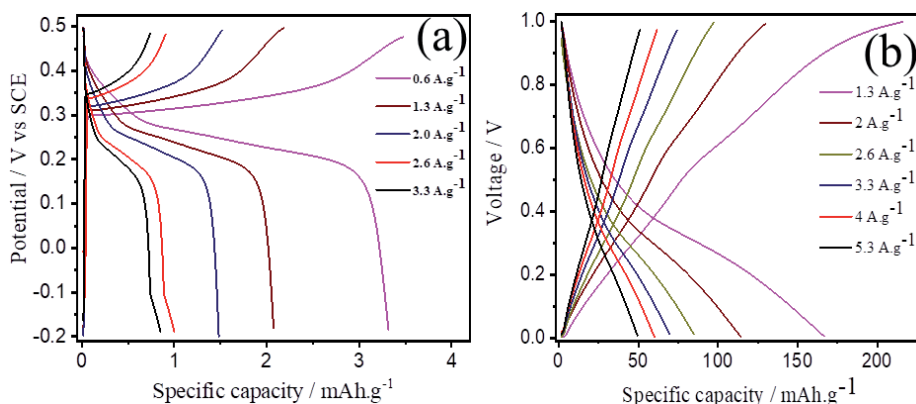 (a)
0.5
0.4
0.3
0.2
0.1
0.0
-0.1
-0.2
Potential / V vs SCE
0.6 A.g⁻¹
1.3 A.g⁻¹
2.0 A.g⁻¹
2.6 A.g⁻¹
3.3 A.g⁻¹
0 1 2 3 4
Specific capacity / mAh.g⁻¹
(b)
1.0
0.8
0.6
0.4
0.2
0.0
Voltage / V
1.3 A.g⁻¹
2 A.g⁻¹
2.6 A.g⁻¹
3.3 A.g⁻¹
4 A.g⁻¹
5.3 A.g⁻¹
0 50 100 150 200
Specific capacity / mAh.g⁻¹